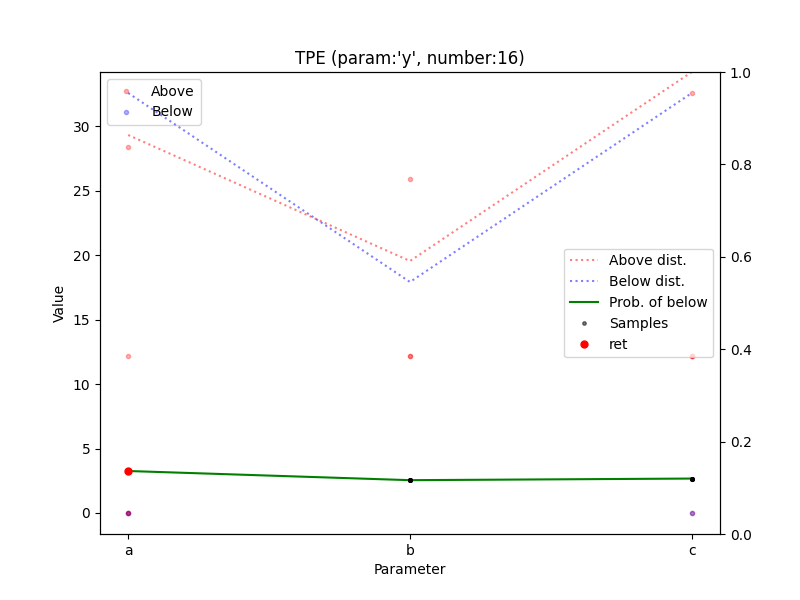 TPE (param:'y', number:16)
Above
Below
Above dist.
Below dist.
Prob. of below
Samples
ret
30
25
20
15
10
5
0
Value
1.0
0.8
0.6
0.4
0.2
0.0
a b c
Parameter